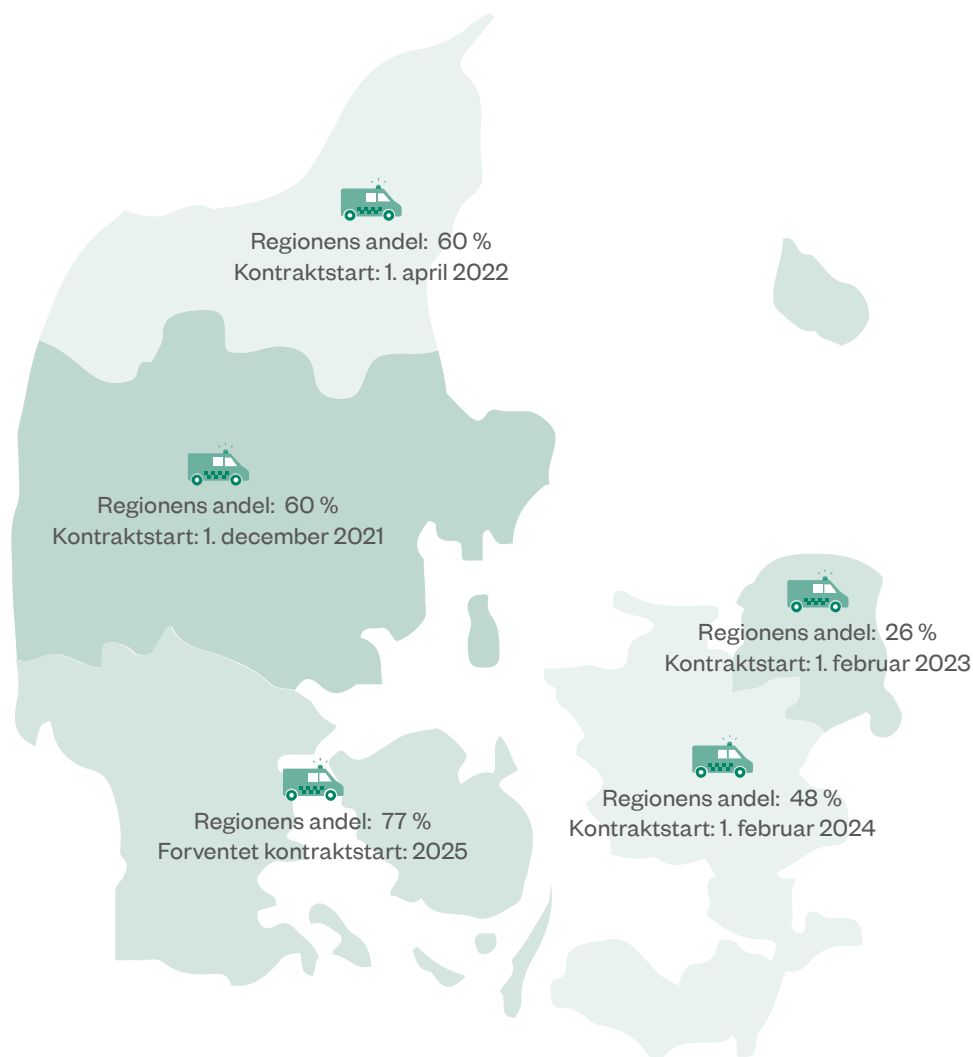 Regionens andel: 60 %
Kontraktstart: 1. april 2022
Regionens andel: 60 %
Kontraktstart: 1. december 2021
Regionens andel: 26 %
Kontraktstart: 1. februar 2023
Regionens andel: 48 %
Kontraktstart: 1. februar 2024
Regionens andel: 77 %
Forventet kontraktstart: 2025